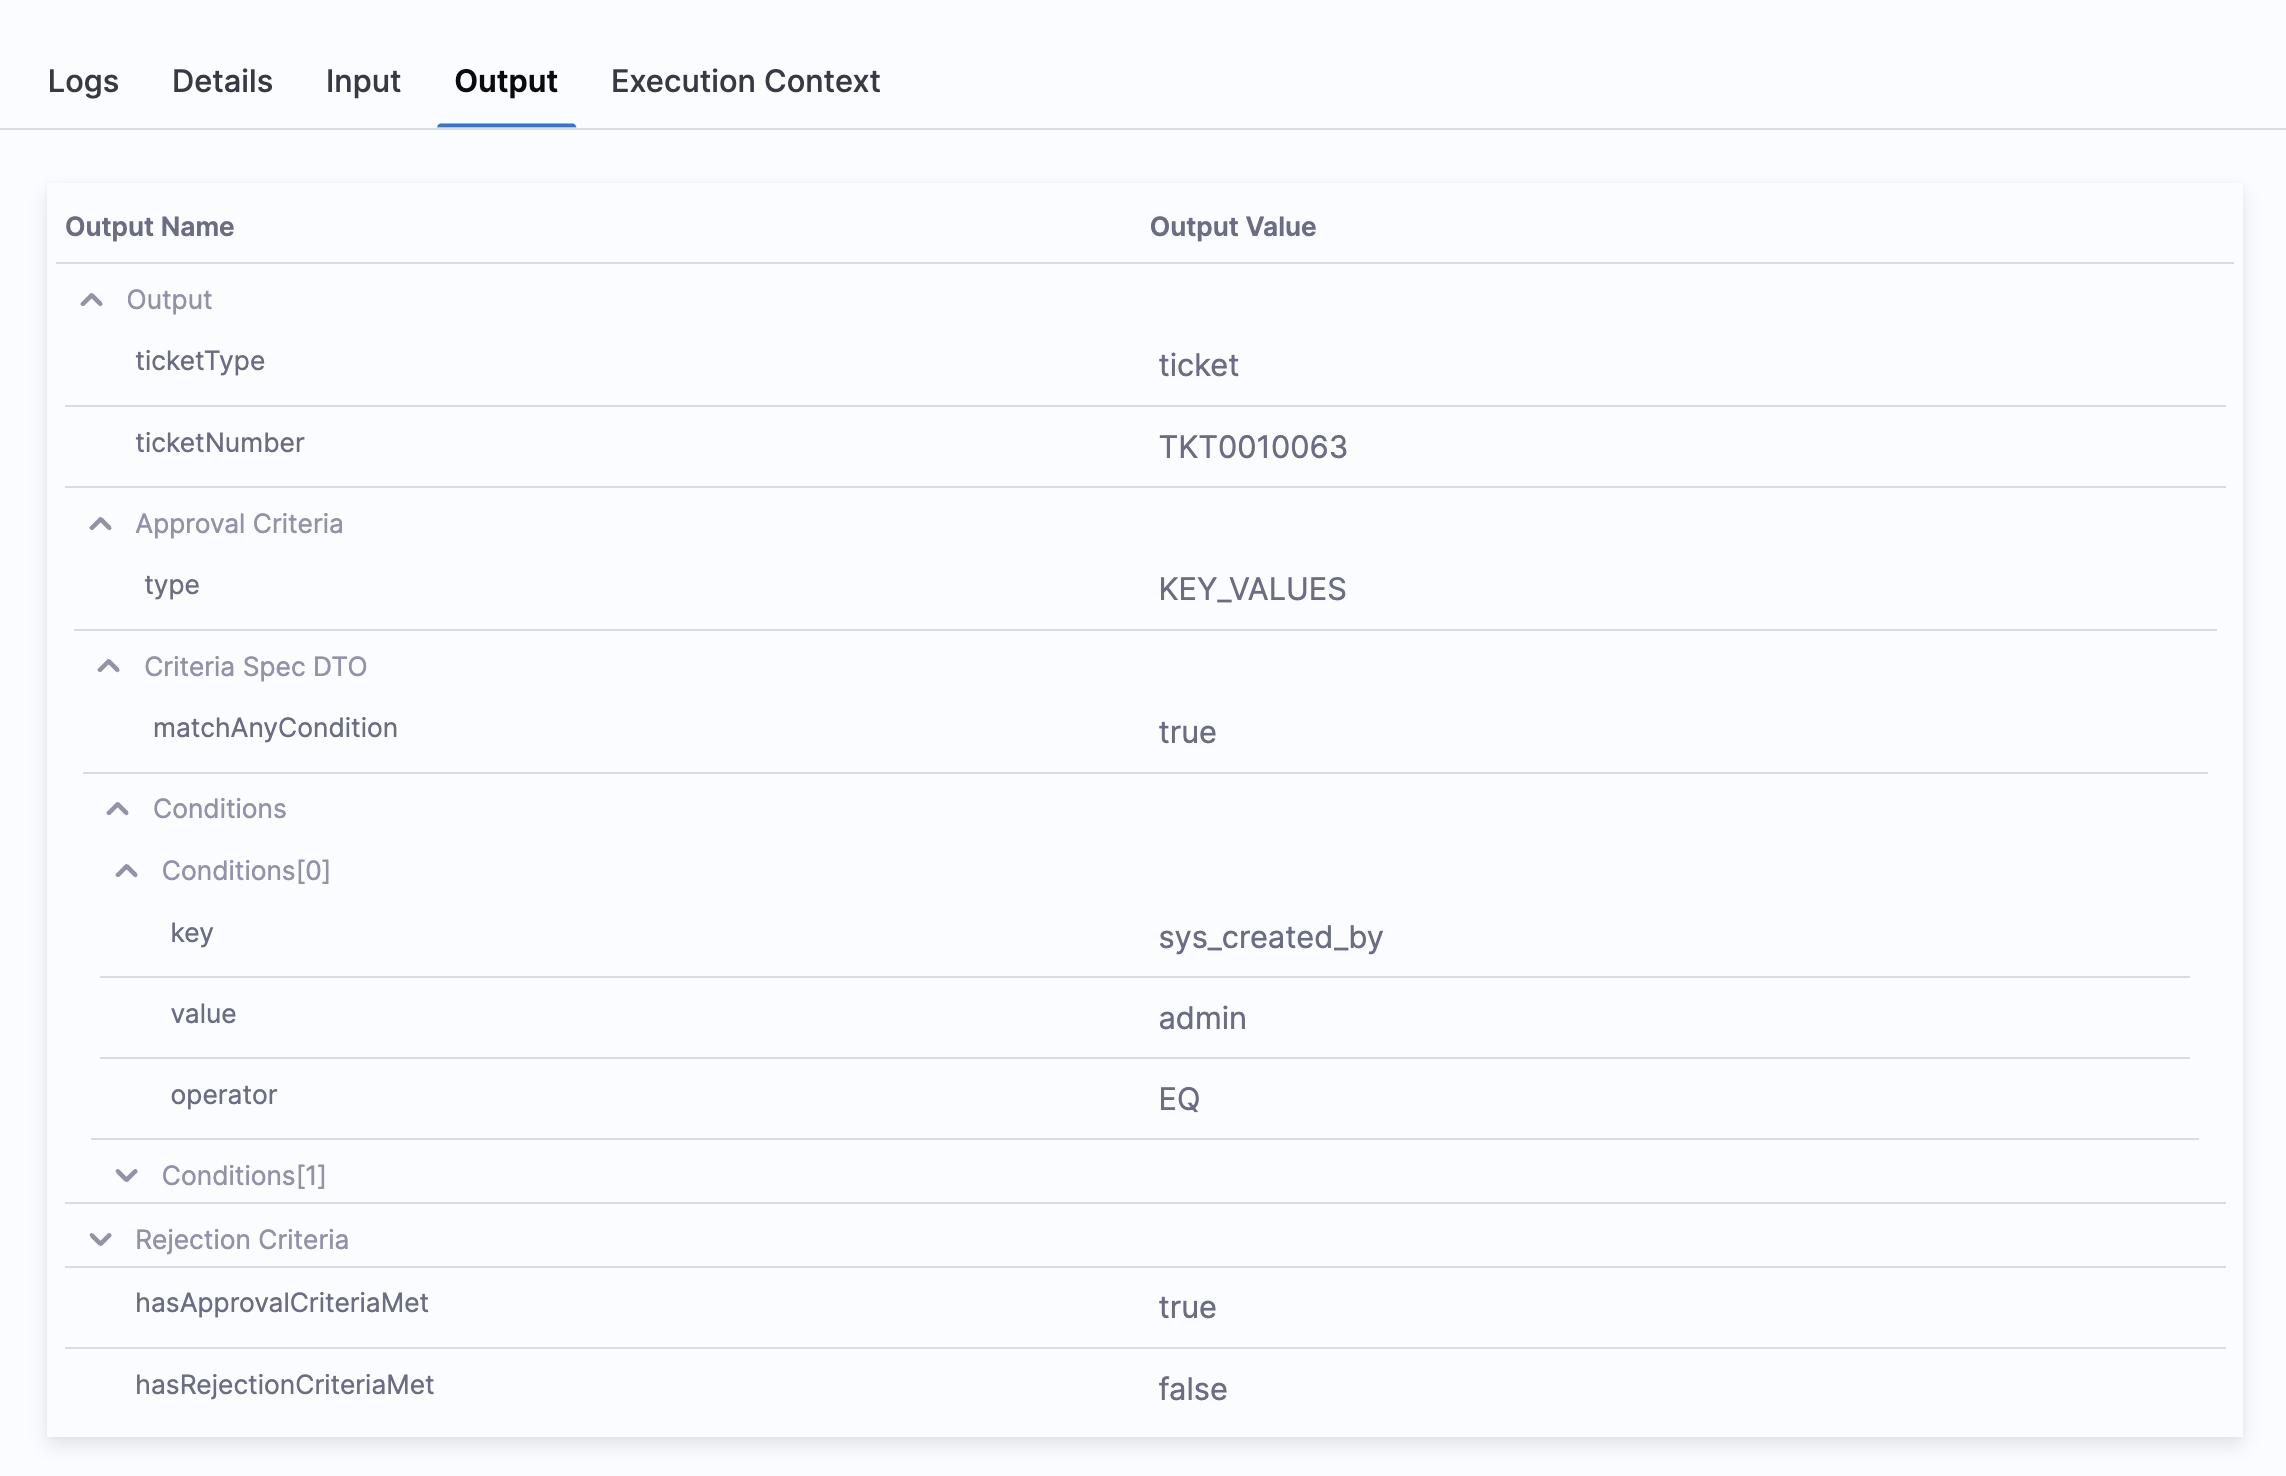 Logs Details Input Output Execution Context
Output Name Output Value
Output
ticketType ticket
ticketNumber TKT0010063
Approval Criteria
type KEY_VALUES
Criteria Spec DTO
matchAnyCondition true
Conditions
Conditions[0]
key sys_created_by
value admin
operator EQ
Conditions[1]
Rejection Criteria
hasApprovalCriteriaMet true
hasRejectionCriteriaMet false